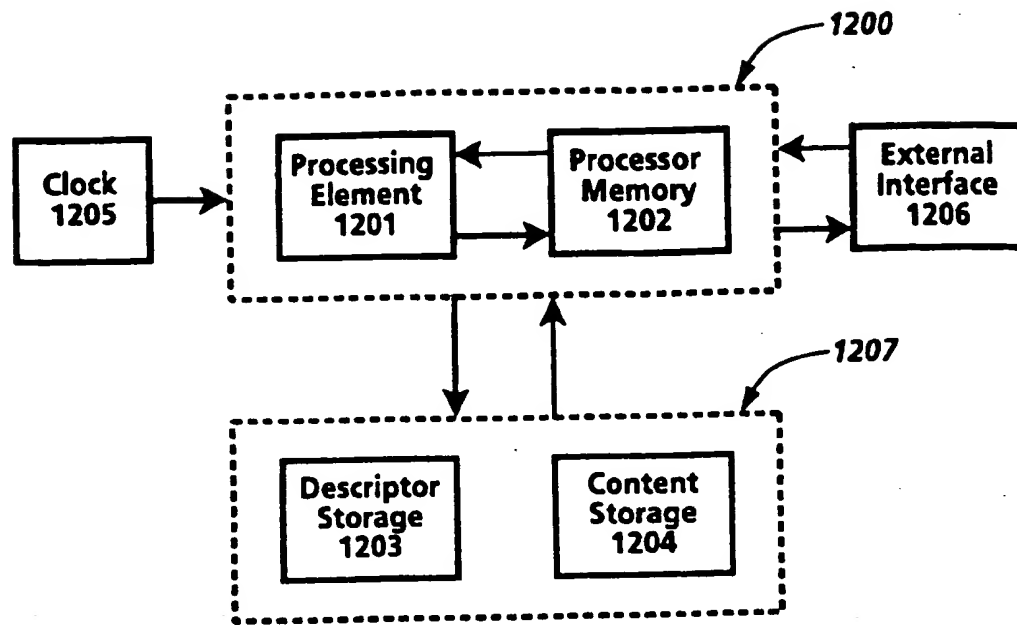 1200
Clock
1205
Processing
Element
1201
Processor
Memory
1202
External
Interface
1206
1207
Descriptor
Storage
1203
Content
Storage
1204